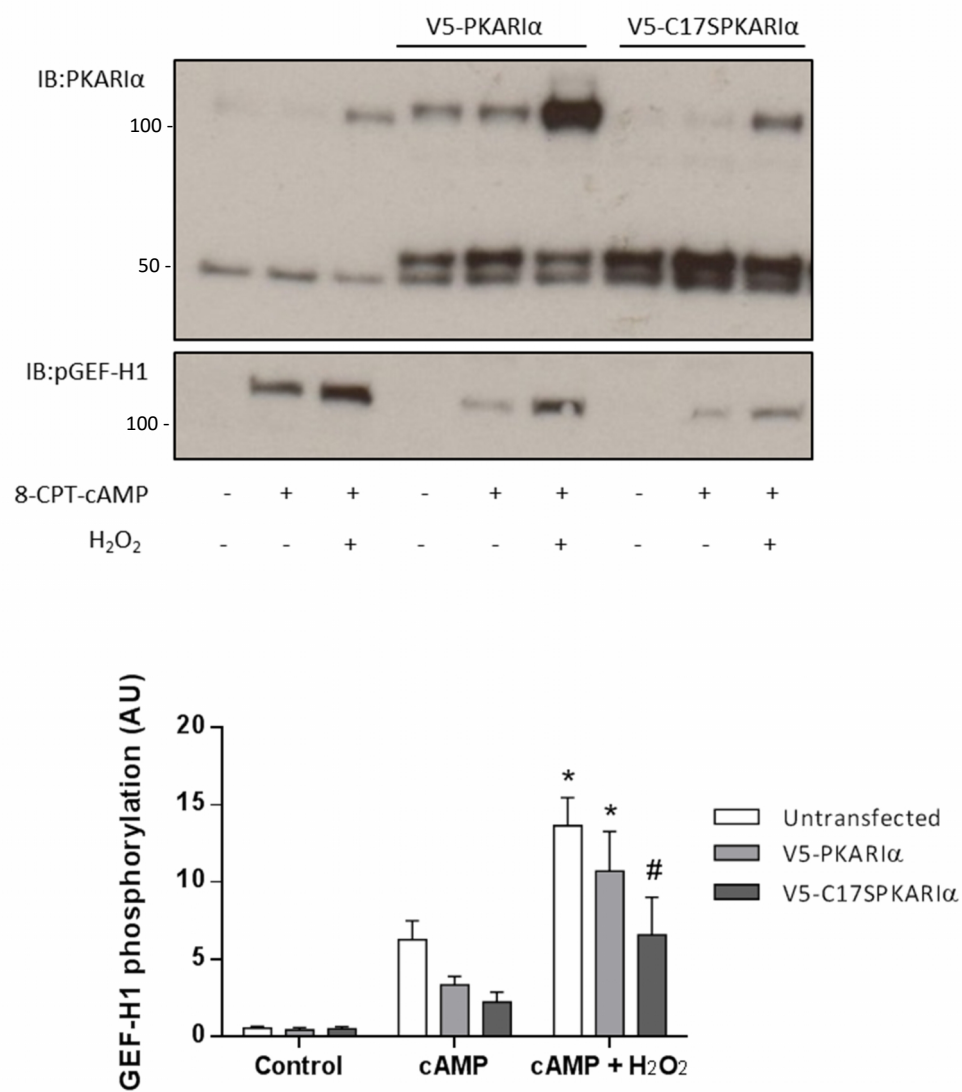 V5-PKARIα V5-C17SPKARIα
IB:PKARIα
100 -
50 -
IB:pGEF-H1
100 -
8-CPT-cAMP - + + - + + - + +
H₂O₂ - - + - - + - - +
GEF-H1 phosphorylation (AU)
20
15
10
5
0
* * #
Control cAMP cAMP + H₂O₂
Untransfected
V5-PKARIα
V5-C17SPKARIα